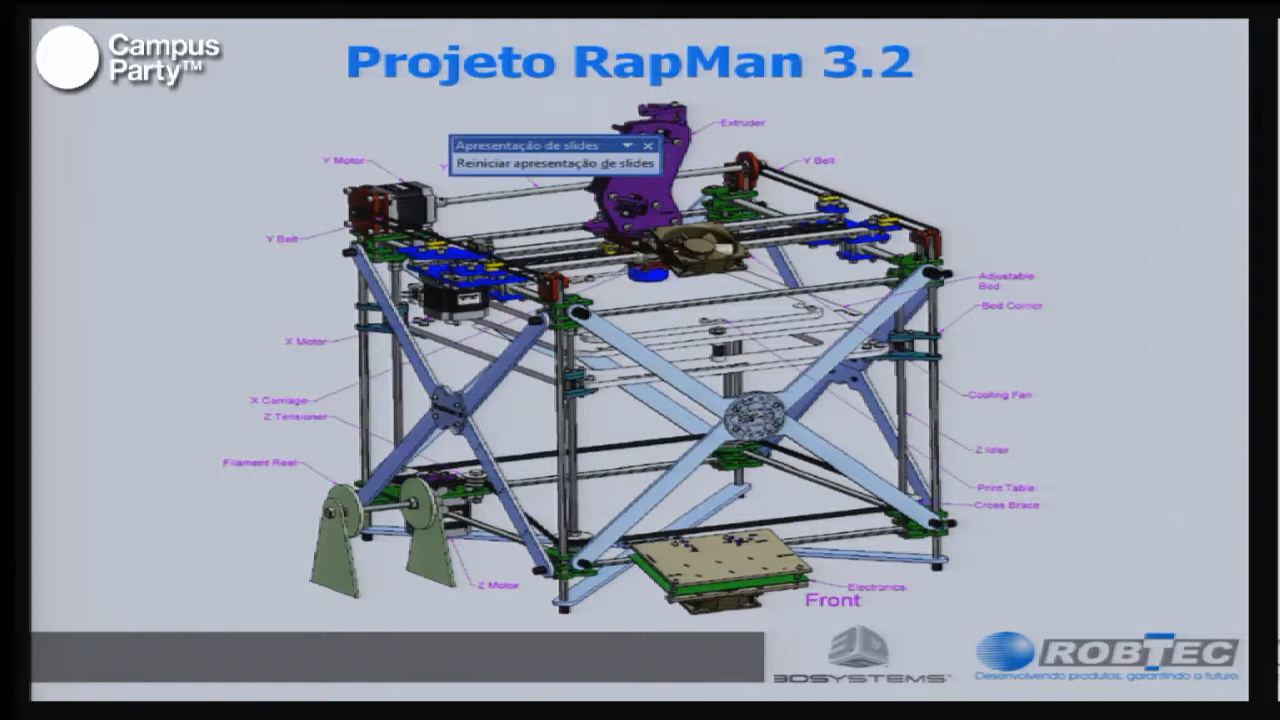 Campus
Party™
Projeto RapMan 3.2
Extruder
Apresentação de slides
Reiniciar apresentação de slides
Y Motor
Y
Y Belt
Y Belt
Adjustable
Bed
Bed Corner
X Motor
Cooling Fan
X Carriage
Z Tensioner
Z Idler
Filament Reel
Print Table
Cross Brace
Z Motor
Electronics
Front
3DSYSTEMS™
ROBTEC
Desenvolvendo produtos, garantindo o futuro.